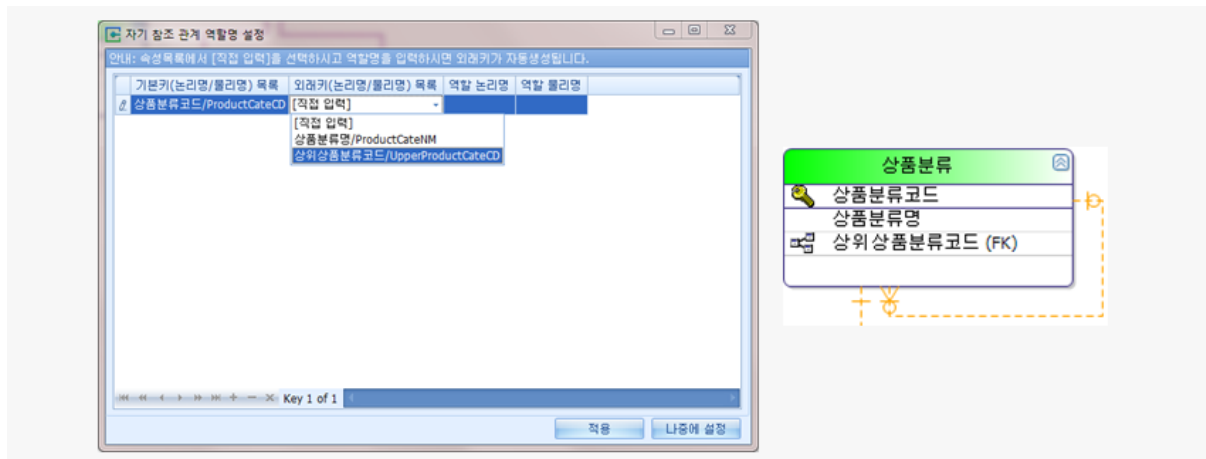 자기 참조 관계 역할명 설정
안내: 속성목록에서 [직접 입력]을 선택하시고 역할명을 입력하시면 외래키가 자동생성됩니다.
기본키(논리명/물리명) 목록 외래키(논리명/물리명) 목록 역할 논리명 역할 물리명
상품분류코드/ProductCateCD [직접 입력]
[직접 입력]
상품분류명/ProductCateNM
상위상품분류코드/UpperProductCateCD
Key 1 of 1
적용 나중에 설정
상품분류
상품분류코드
상품분류명
상위상품분류코드 (FK)